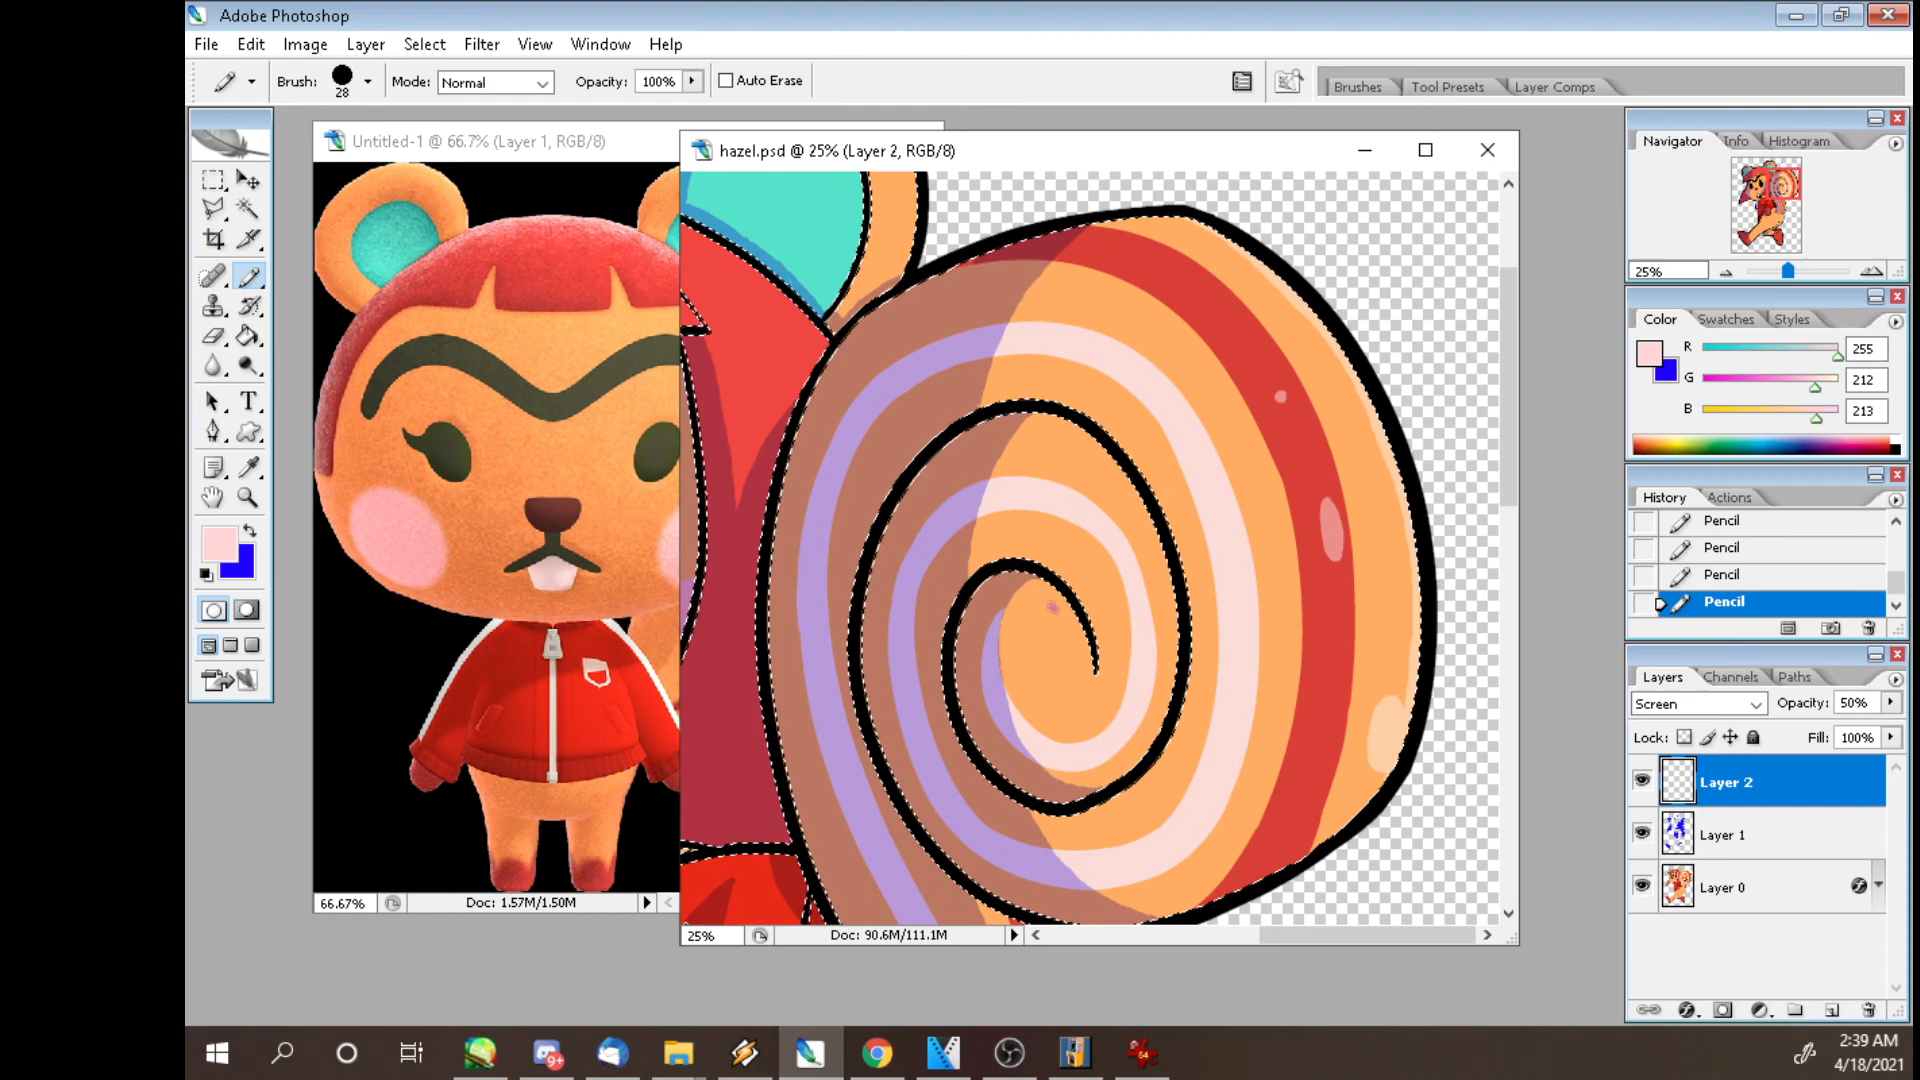 Adobe Photoshop
File Edit Image Layer Select Filter View Window Help
Brush: 28 Mode: Normal Opacity: 100% Auto Erase
Brushes Tool Presets Layer Comps
Untitled-1 @ 66.7% (Layer 1, RGB/8)
hazel.psd @ 25% (Layer 2, RGB/8)
Navigator Info Histogram
25%
Color Swatches Styles
R 255
G 212
B 213
History Actions
Pencil
Pencil
Pencil
Pencil
Layers Channels Paths
Screen Opacity: 50%
Lock: Fill: 100%
Layer 2
Layer 1
Layer 0
66.67% Doc: 1.57M/1.50M
25% Doc: 90.6M/111.1M
9+
64
2:39 AM
4/18/2021